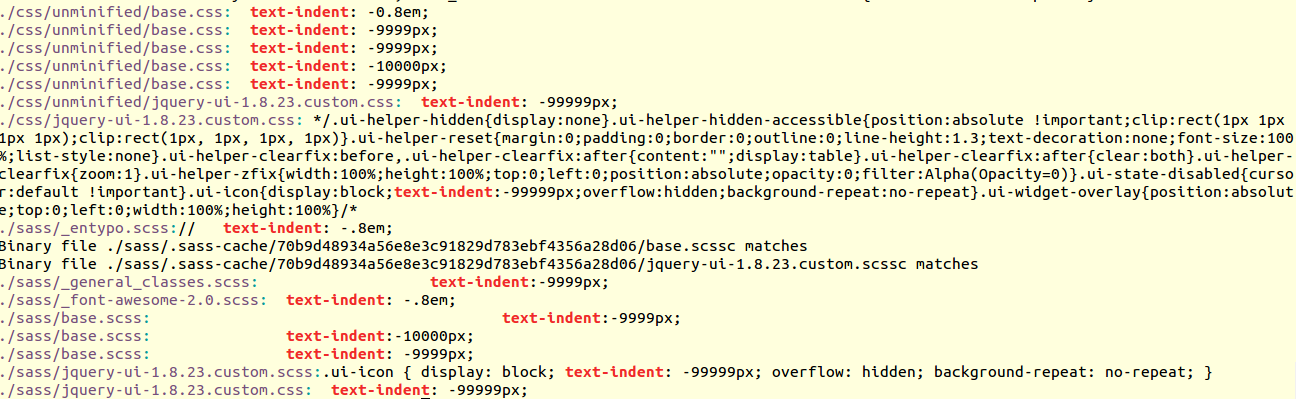 ./css/unminified/base.css:  text-indent: -0.8em;
./css/unminified/base.css:  text-indent: -9999px;
./css/unminified/base.css:  text-indent: -9999px;
./css/unminified/base.css:  text-indent: -10000px;
./css/unminified/base.css:  text-indent: -9999px;
./css/unminified/jquery-ui-1.8.23.custom.css:  text-indent: -99999px;
./css/jquery-ui-1.8.23.custom.css: */.ui-helper-hidden{display:none}.ui-helper-hidden-accessible{position:absolute !important;clip:rect(1px 1px
1px 1px);clip:rect(1px, 1px, 1px, 1px)}.ui-helper-reset{margin:0;padding:0;border:0;outline:0;line-height:1.3;text-decoration:none;font-size:100
%;list-style:none}.ui-helper-clearfix:before,.ui-helper-clearfix:after{content:"";display:table}.ui-helper-clearfix:after{clear:both}.ui-helper-
clearfix{zoom:1}.ui-helper-zfix{width:100%;height:100%;top:0;left:0;position:absolute;opacity:0;filter:Alpha(Opacity=0)}.ui-state-disabled{curso
r:default !important}.ui-icon{display:block;text-indent:-99999px;overflow:hidden;background-repeat:no-repeat}.ui-widget-overlay{position:absolut
e;top:0;left:0;width:100%;height:100%}/*
./sass/_entypo.scss://   text-indent: -.8em;
Binary file ./sass/.sass-cache/70b9d48934a56e8e3c91829d783ebf4356a28d06/base.scssc matches
Binary file ./sass/.sass-cache/70b9d48934a56e8e3c91829d783ebf4356a28d06/jquery-ui-1.8.23.custom.scssc matches
./sass/_general_classes.scss:                   text-indent:-9999px;
./sass/_font-awesome-2.0.scss:  text-indent: -.8em;
./sass/base.scss:                                       text-indent:-9999px;
./sass/base.scss:               text-indent:-10000px;
./sass/base.scss:               text-indent: -9999px;
./sass/jquery-ui-1.8.23.custom.scss:.ui-icon { display: block; text-indent: -99999px; overflow: hidden; background-repeat: no-repeat; }
./sass/jquery-ui-1.8.23.custom.css:  text-indent: -99999px;